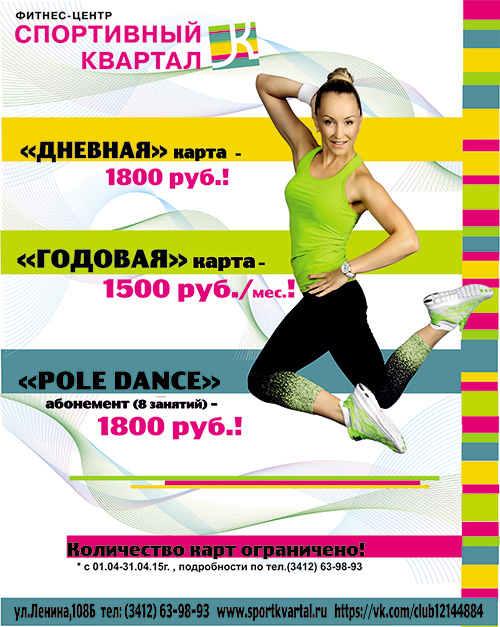 ФИТНЕС-ЦЕНТР
СПОРТИВНЫЙ
КВАРТАЛ
«ДНЕВНАЯ» карта -
1800 руб.!
«ГОДОВАЯ» карта -
1500 руб./мес.!
«POLE DANCE»
абонемент (8 занятий) -
1800 руб.!
Количество карт ограничено!
* с 01.04-31.04.15г. , подробности по тел.(3412) 63-98-93
ул.Ленина,108Б тел: (3412) 63-98-93 www.sportkvartal.ru https://vk.com/club12144884